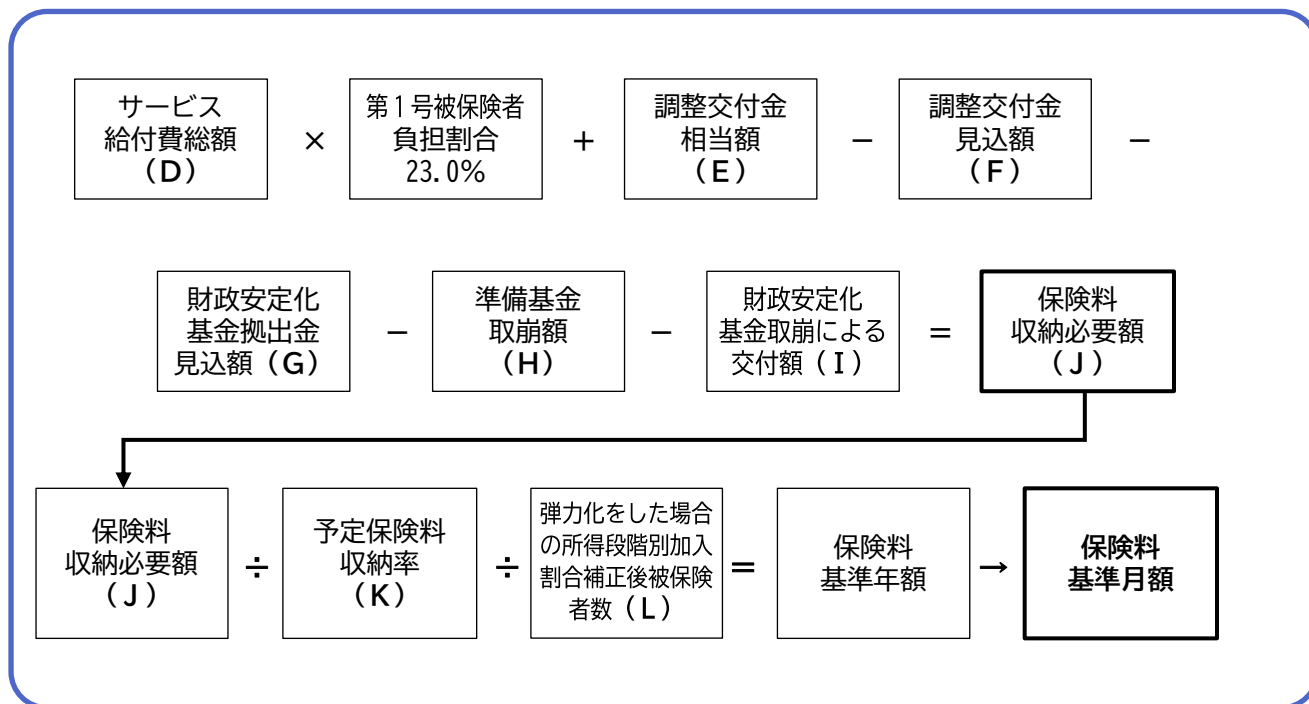 サービス
給付費総額
（D）
×
第１号被保険者
負担割合
23.0%
＋
調整交付金
相当額
（E）
－
調整交付金
見込額
（F）
－
財政安定化
基金拠出金
見込額（G）
－
準備基金
取崩額
（H）
－
財政安定化
基金取崩による
交付額（I）
＝
保険料
収納必要額
（J）
保険料
収納必要額
（J）
÷
予定保険料
収納率
（K）
÷
弾力化をした場合
の所得段階別加入
割合補正後被保険
者数（L）
＝
保険料
基準年額
→
保険料
基準月額